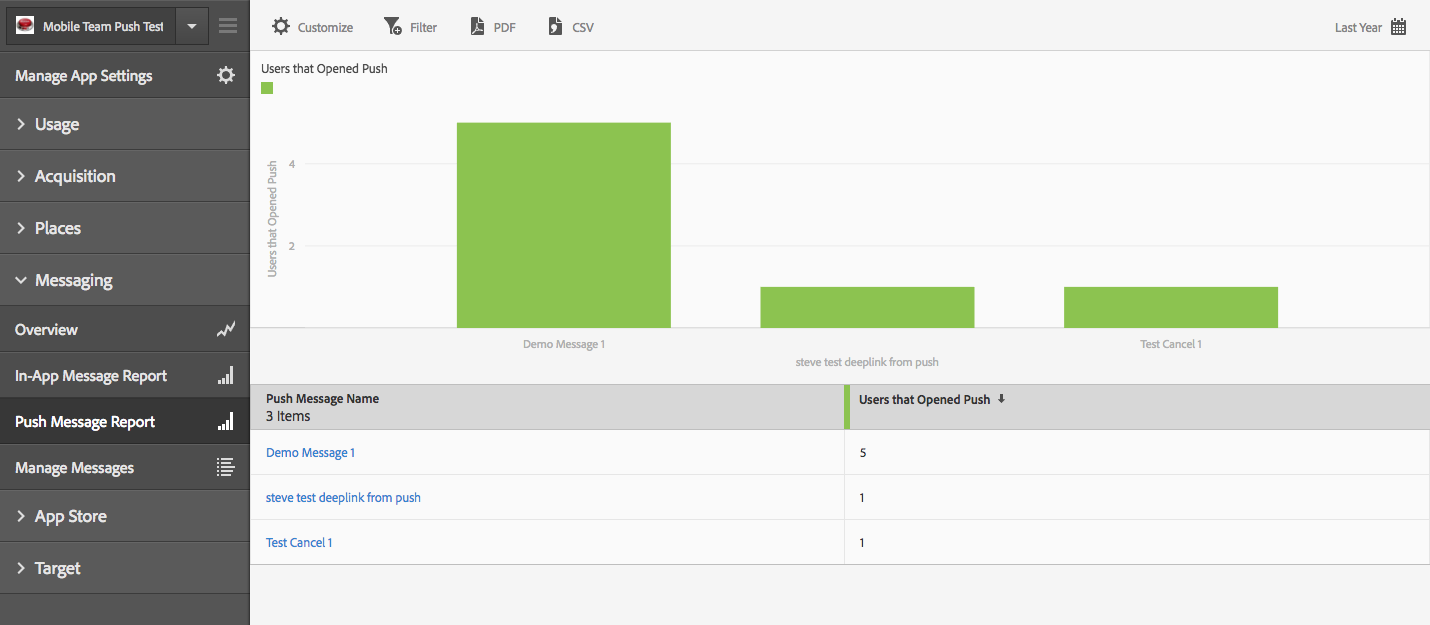 Mobile Team Push Test
Manage App Settings
Usage
Acquisition
Places
Messaging
Overview
In-App Message Report
Push Message Report
Manage Messages
App Store
Target
Customize
Filter
PDF
CSV
Last Year
Users that Opened Push
Users that Opened Push
4
2
Demo Message 1
steve test deeplink from push
Test Cancel 1
Push Message Name
3 Items
Users that Opened Push
Demo Message 1
5
steve test deeplink from push
1
Test Cancel 1
1